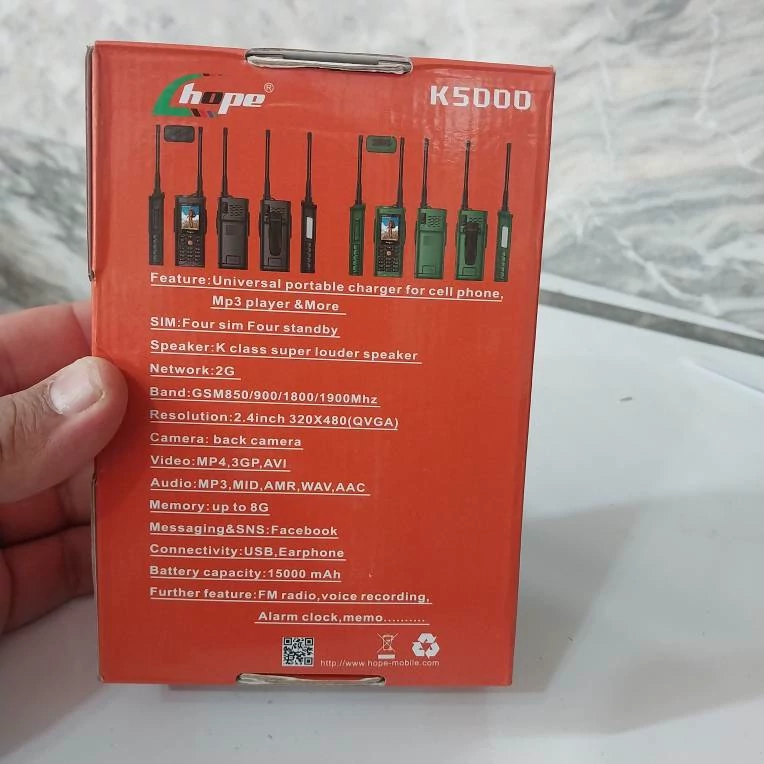 hope®
K5000
Feature:Universal portable charger for cell phone,
Mp3 player &More
SIM:Four sim Four standby
Speaker:K class super louder speaker
Network:2G
Band:GSM850/900/1800/1900Mhz
Resolution:2.4inch 320X480(QVGA)
Camera: back camera
Video:MP4,3GP,AVI
Audio:MP3,MID,AMR,WAV,AAC
Memory:up to 8G
Messaging&SNS:Facebook
Connectivity:USB,Earphone
Battery capacity:15000 mAh
Further feature:FM radio,voice recording,
Alarm clock,memo..........
http://www.hope-mobile.com